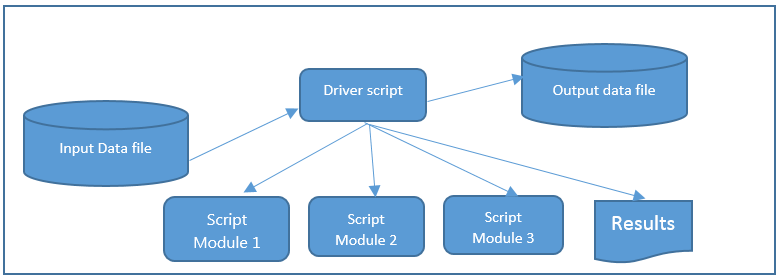 Driver script
Output data file
Input Data file
Script
Module 1
Script
Module 2
Script
Module 3
Results